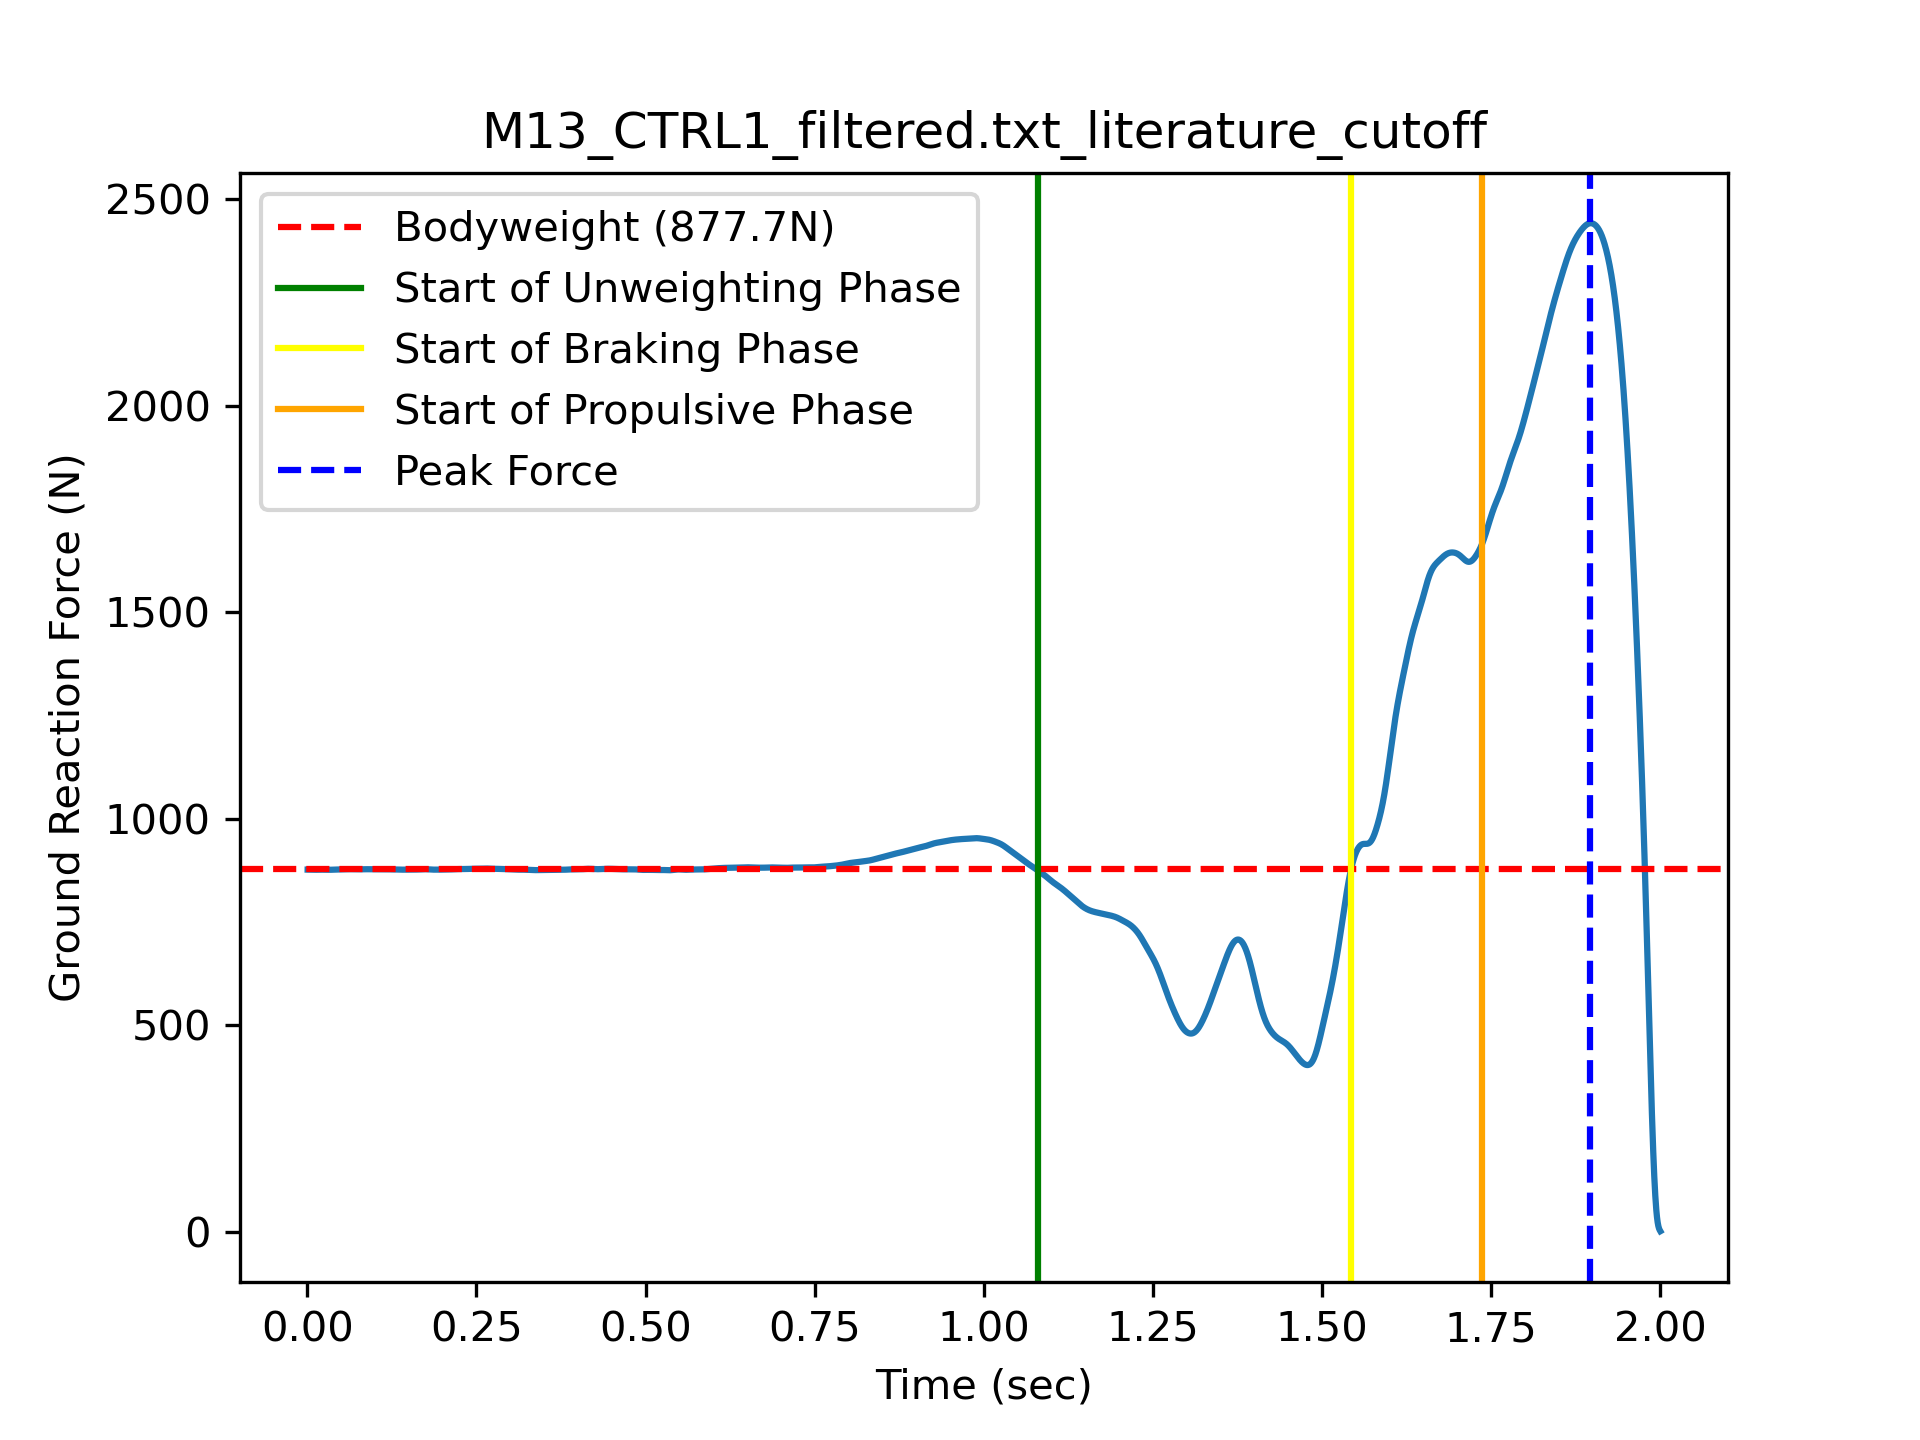 M13_CTRL1_filtered.txt_literature_cutoff
Bodyweight (877.7N)
Start of Unweighting Phase
Start of Braking Phase
Start of Propulsive Phase
Peak Force
Ground Reaction Force (N)
2500
2000
1500
1000
500
0
0.00 0.25 0.50 0.75 1.00 1.25 1.50 1.75 2.00
Time (sec)